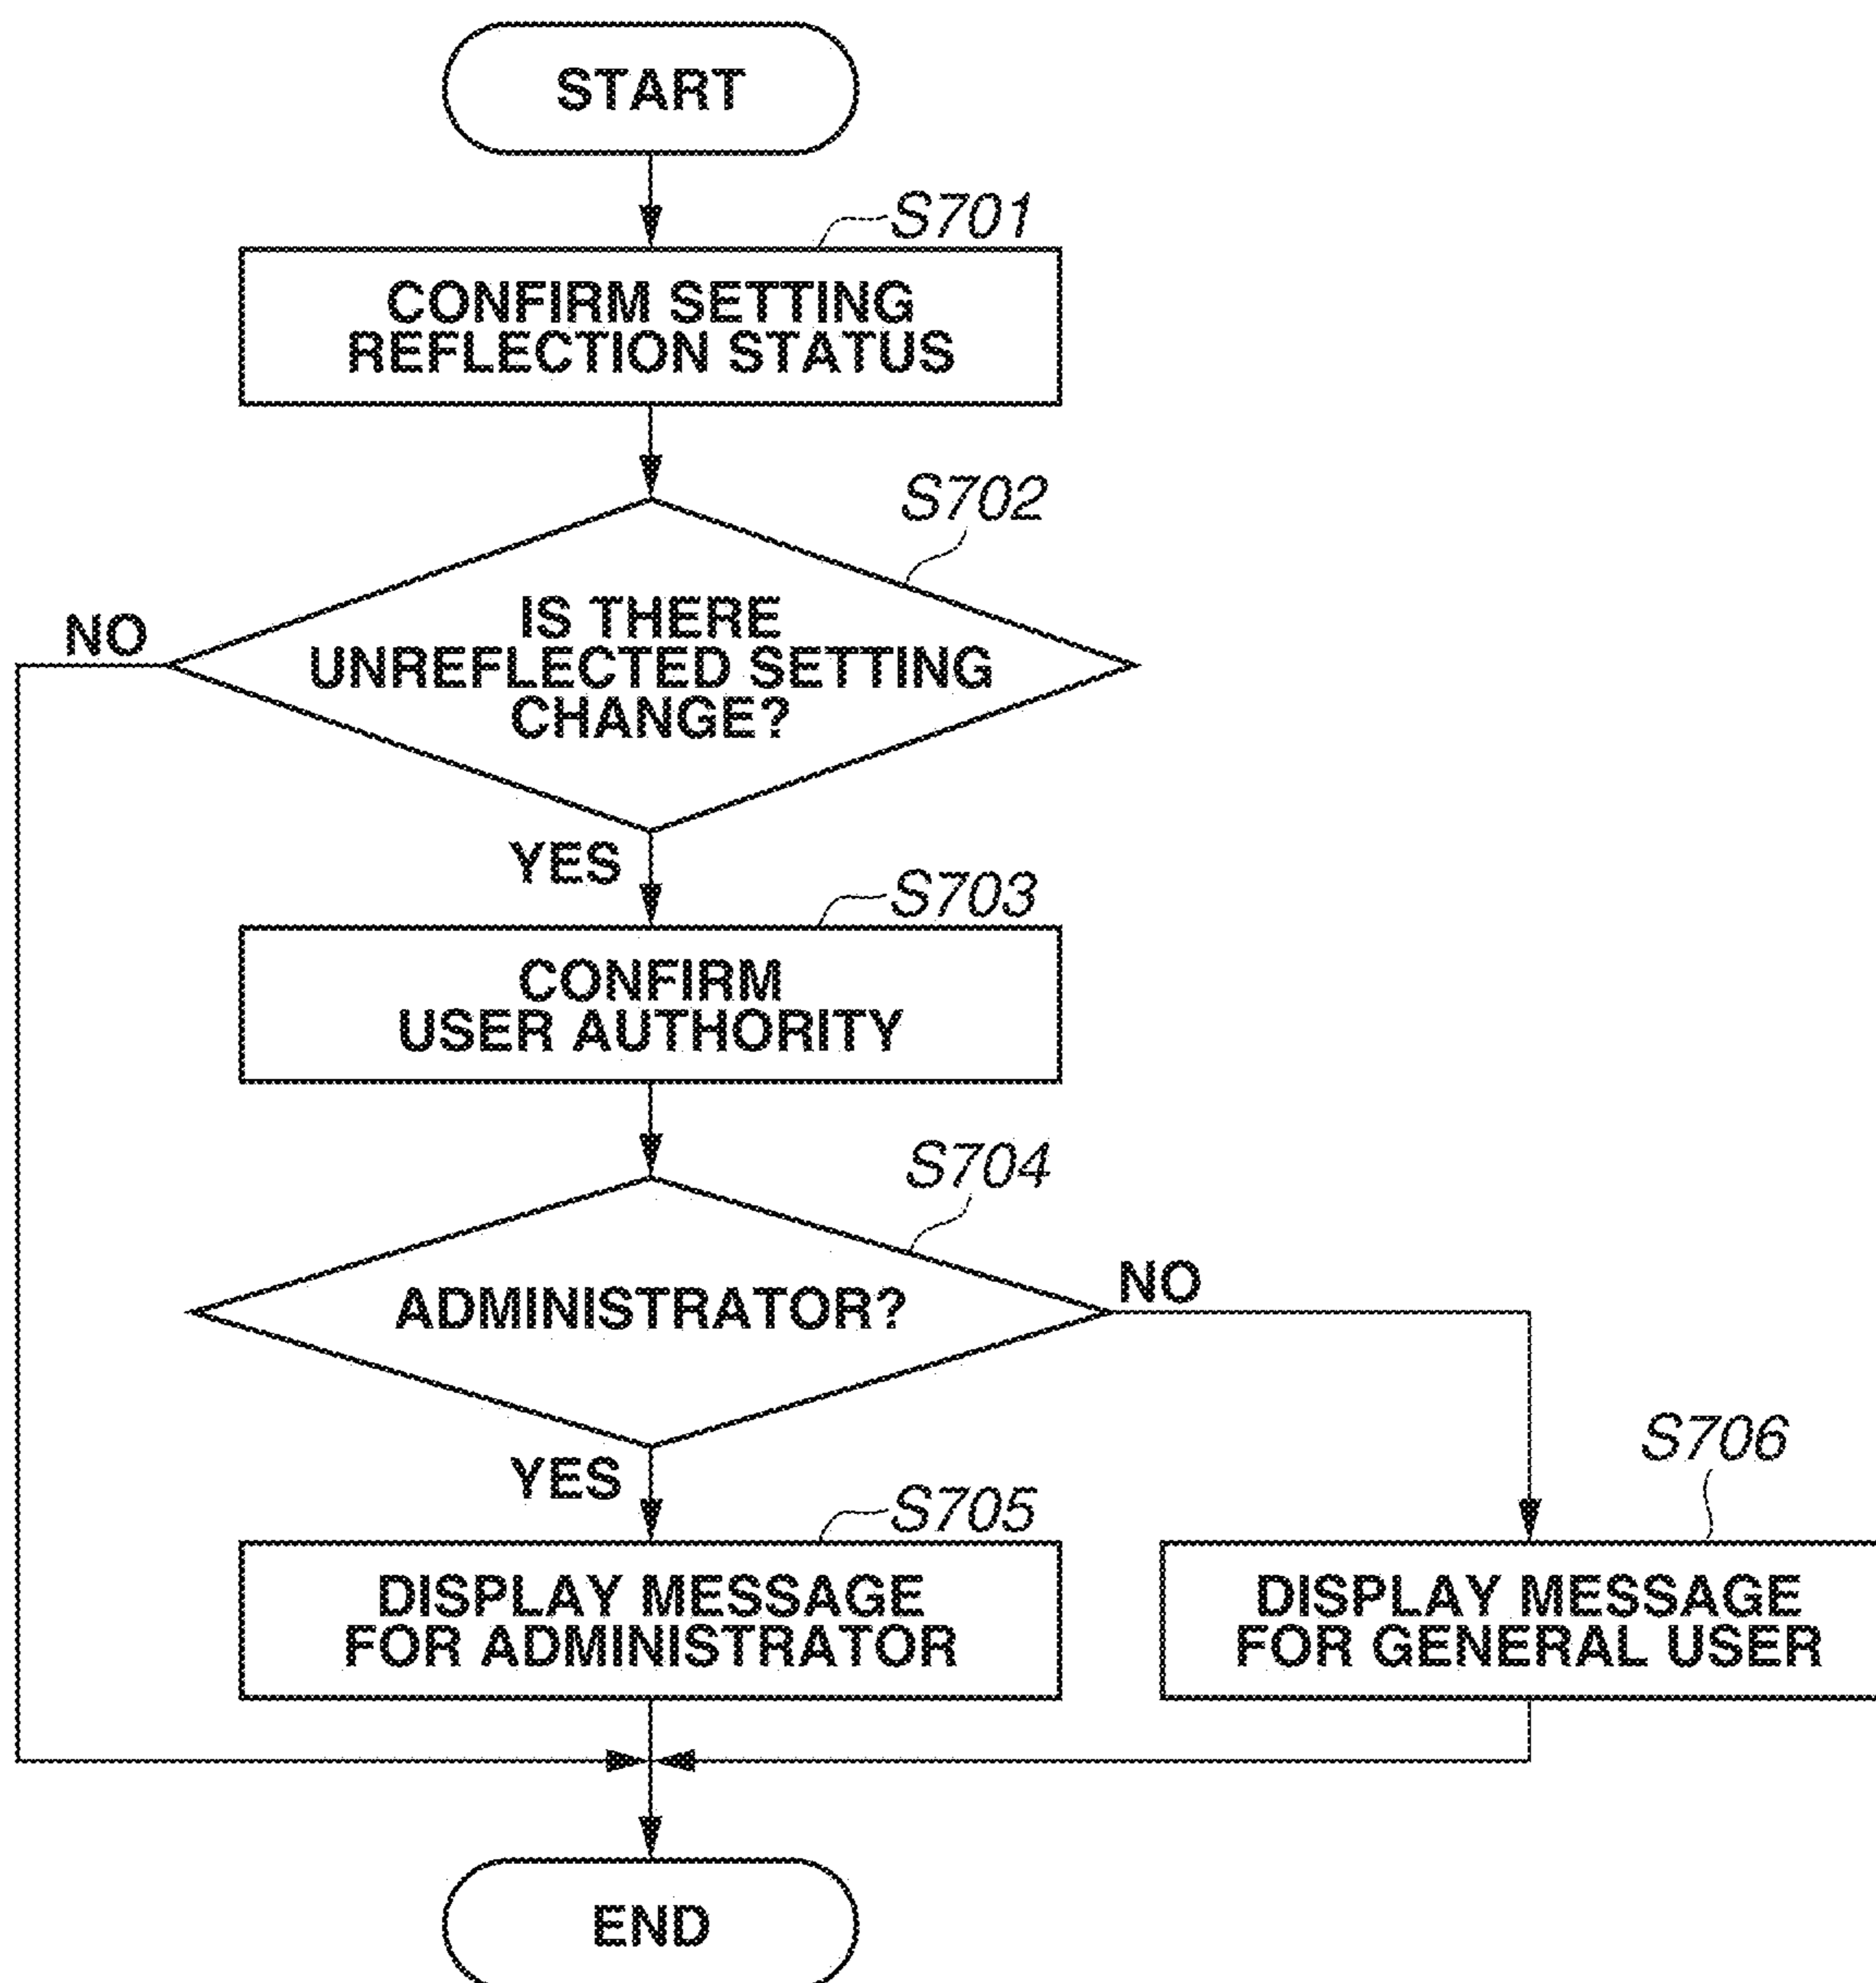 START
S701
CONFIRM SETTING
REFLECTION STATUS
S702
IS THERE
UNREFLECTED SETTING
CHANGE?
NO
YES
S703
CONFIRM
USER AUTHORITY
S704
ADMINISTRATOR?
NO
YES
S705
DISPLAY MESSAGE
FOR ADMINISTRATOR
S706
DISPLAY MESSAGE
FOR GENERAL USER
END